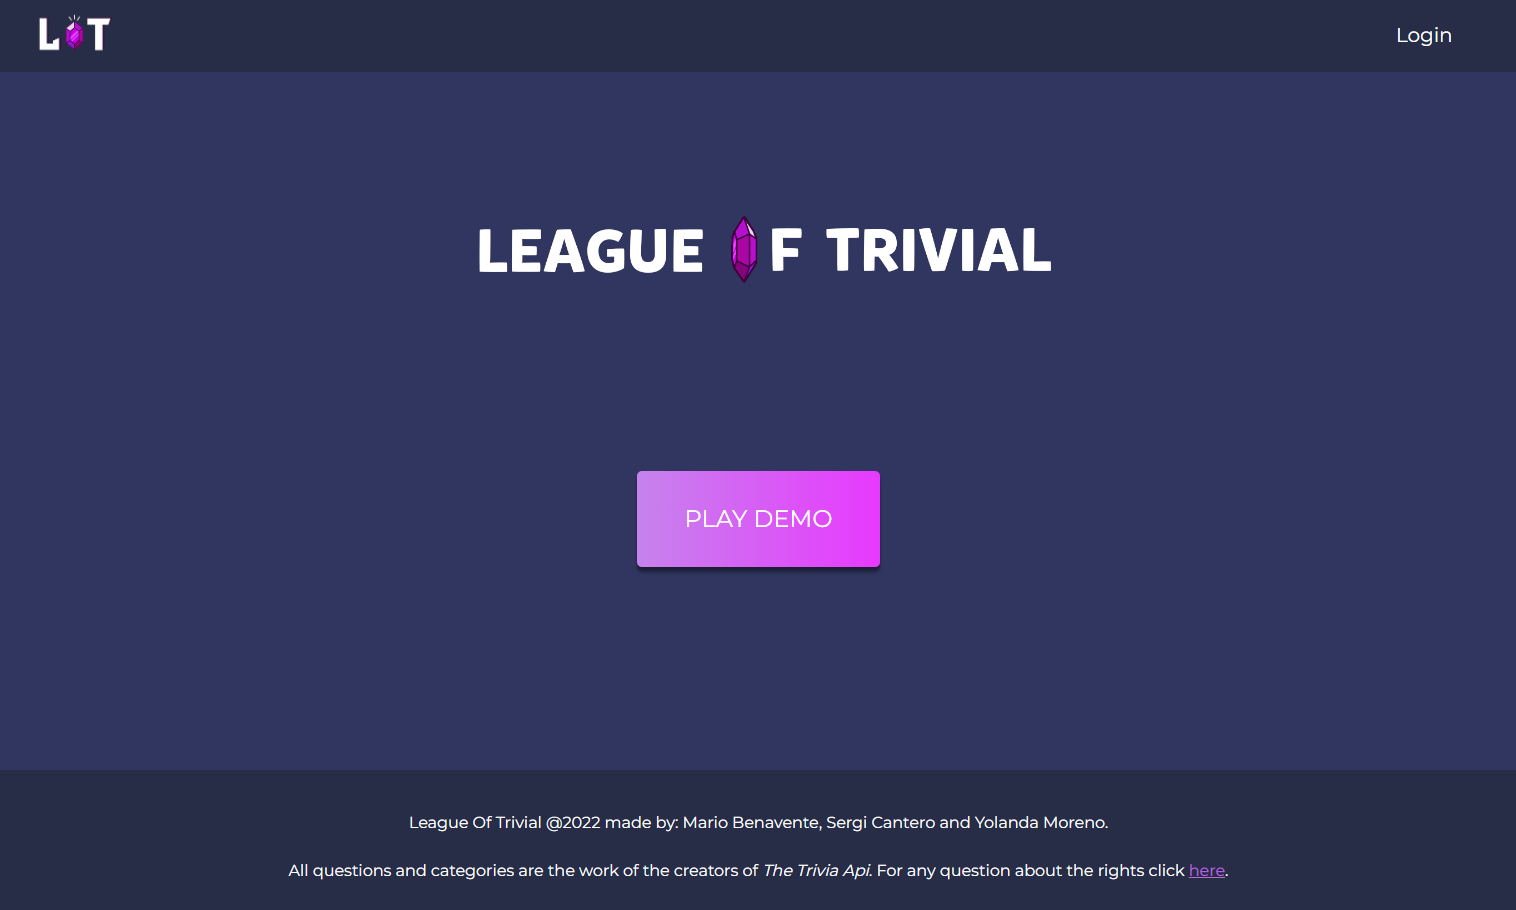 L T
Login
LEAGUE F TRIVIAL
PLAY DEMO
League Of Trivial @2022 made by: Mario Benavente, Sergi Cantero and Yolanda Moreno.
All questions and categories are the work of the creators of The Trivia Api. For any question about the rights click here.